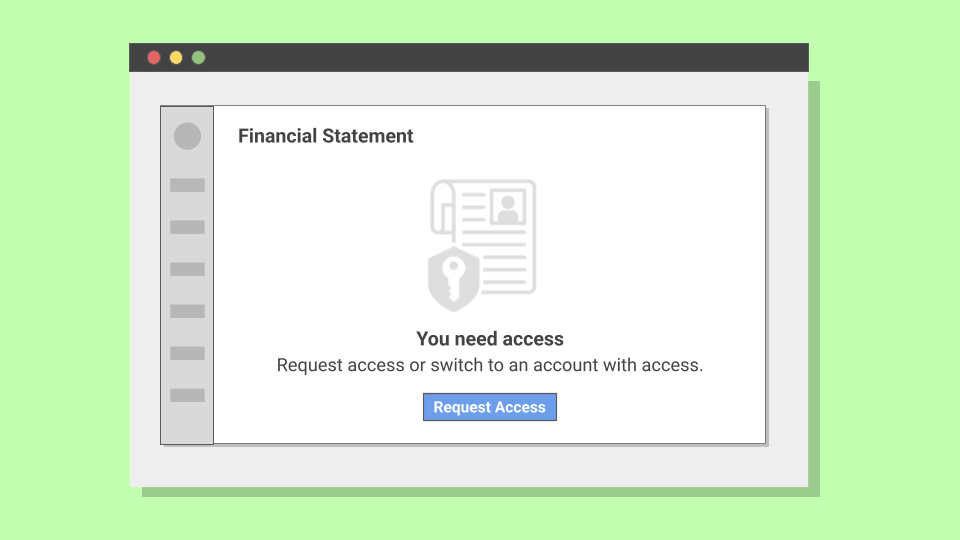 Financial Statement
You need access
Request access or switch to an account with access.
Request Access